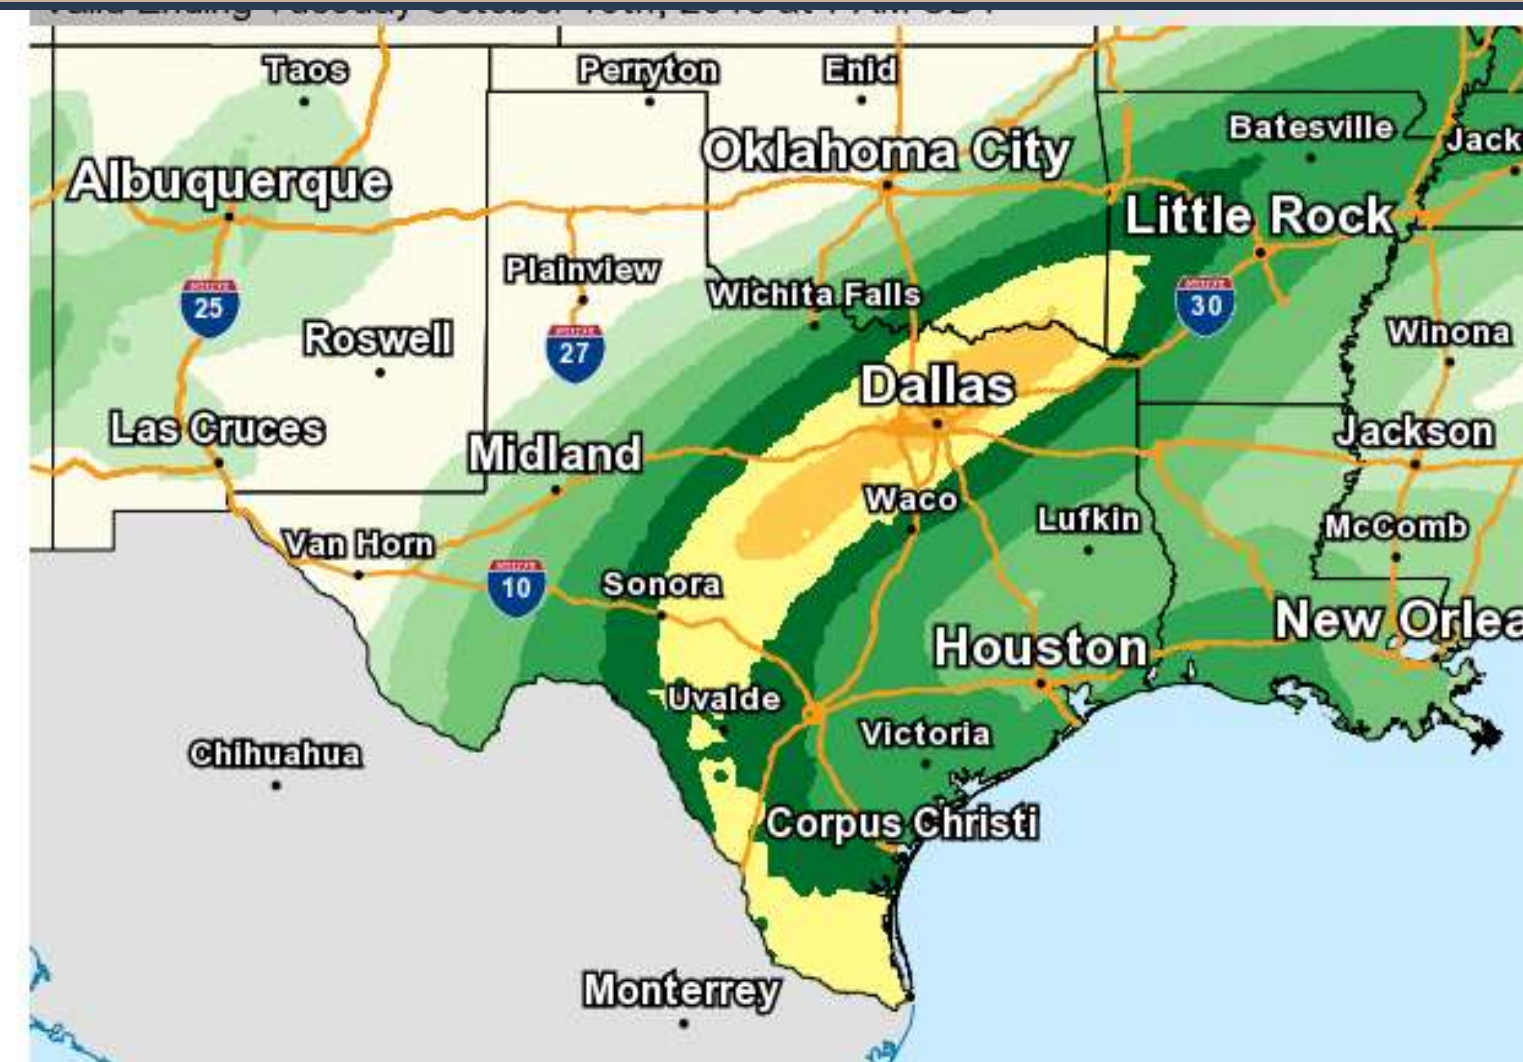 Taos
Perryton
Enid
Batesville
Oklahoma City
Jack
Albuquerque
Little Rock
Plainview
Wichita Falls
25
30
Roswell
Winona
27
Dallas
Las Cruces
Jackson
Midland
Waco
Lufkin
McComb
Van Horn
10
Sonora
New Orlea
Houston
Uvalde
Victoria
Chihuahua
Corpus Christi
Monterrey